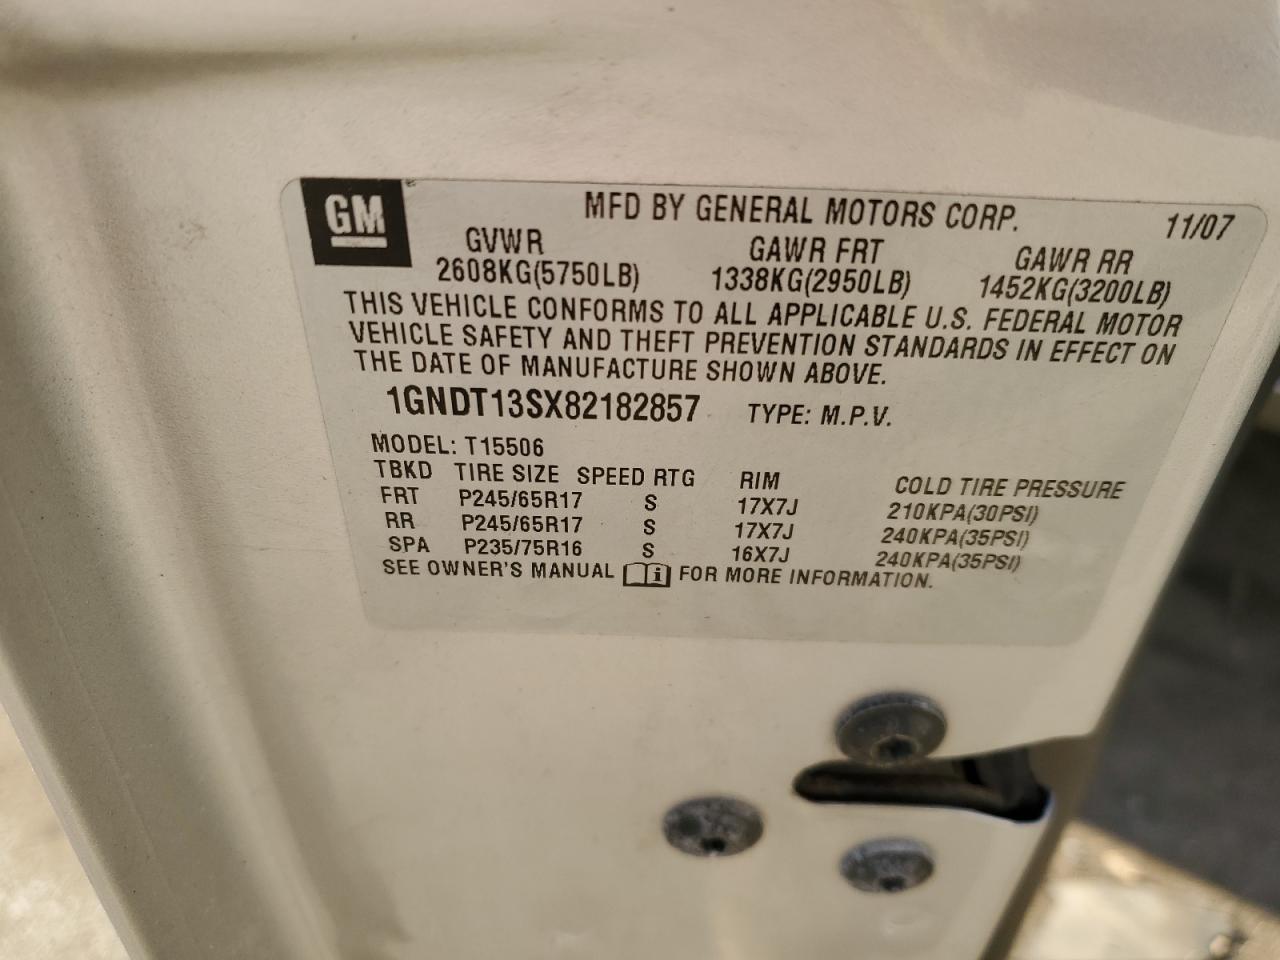 GM
MFD BY GENERAL MOTORS CORP. 11/07
GVWR GAWR FRT GAWR RR
2608KG(5750LB) 1338KG(2950LB) 1452KG(3200LB)
THIS VEHICLE CONFORMS TO ALL APPLICABLE U.S. FEDERAL MOTOR
VEHICLE SAFETY AND THEFT PREVENTION STANDARDS IN EFFECT ON
THE DATE OF MANUFACTURE SHOWN ABOVE.
1GNDT13SX82182857 TYPE: M.P.V.
MODEL: T15506
TBKD TIRE SIZE SPEED RTG RIM COLD TIRE PRESSURE
FRT P245/65R17 S 17X7J 210KPA(30PSI)
RR P245/65R17 S 17X7J 240KPA(35PSI)
SPA P235/75R16 S 16X7J 240KPA(35PSI)
SEE OWNER'S MANUAL i FOR MORE INFORMATION.